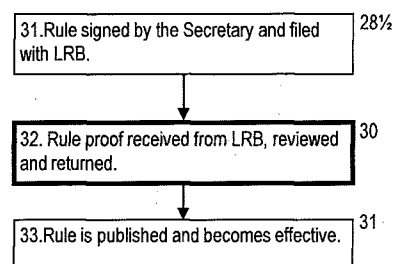 31.Rule signed by the Secretary and filed 28½
with LRB.
32. Rule proof received from LRB, reviewed 30
and returned.
33.Rule is published and becomes effective. 31